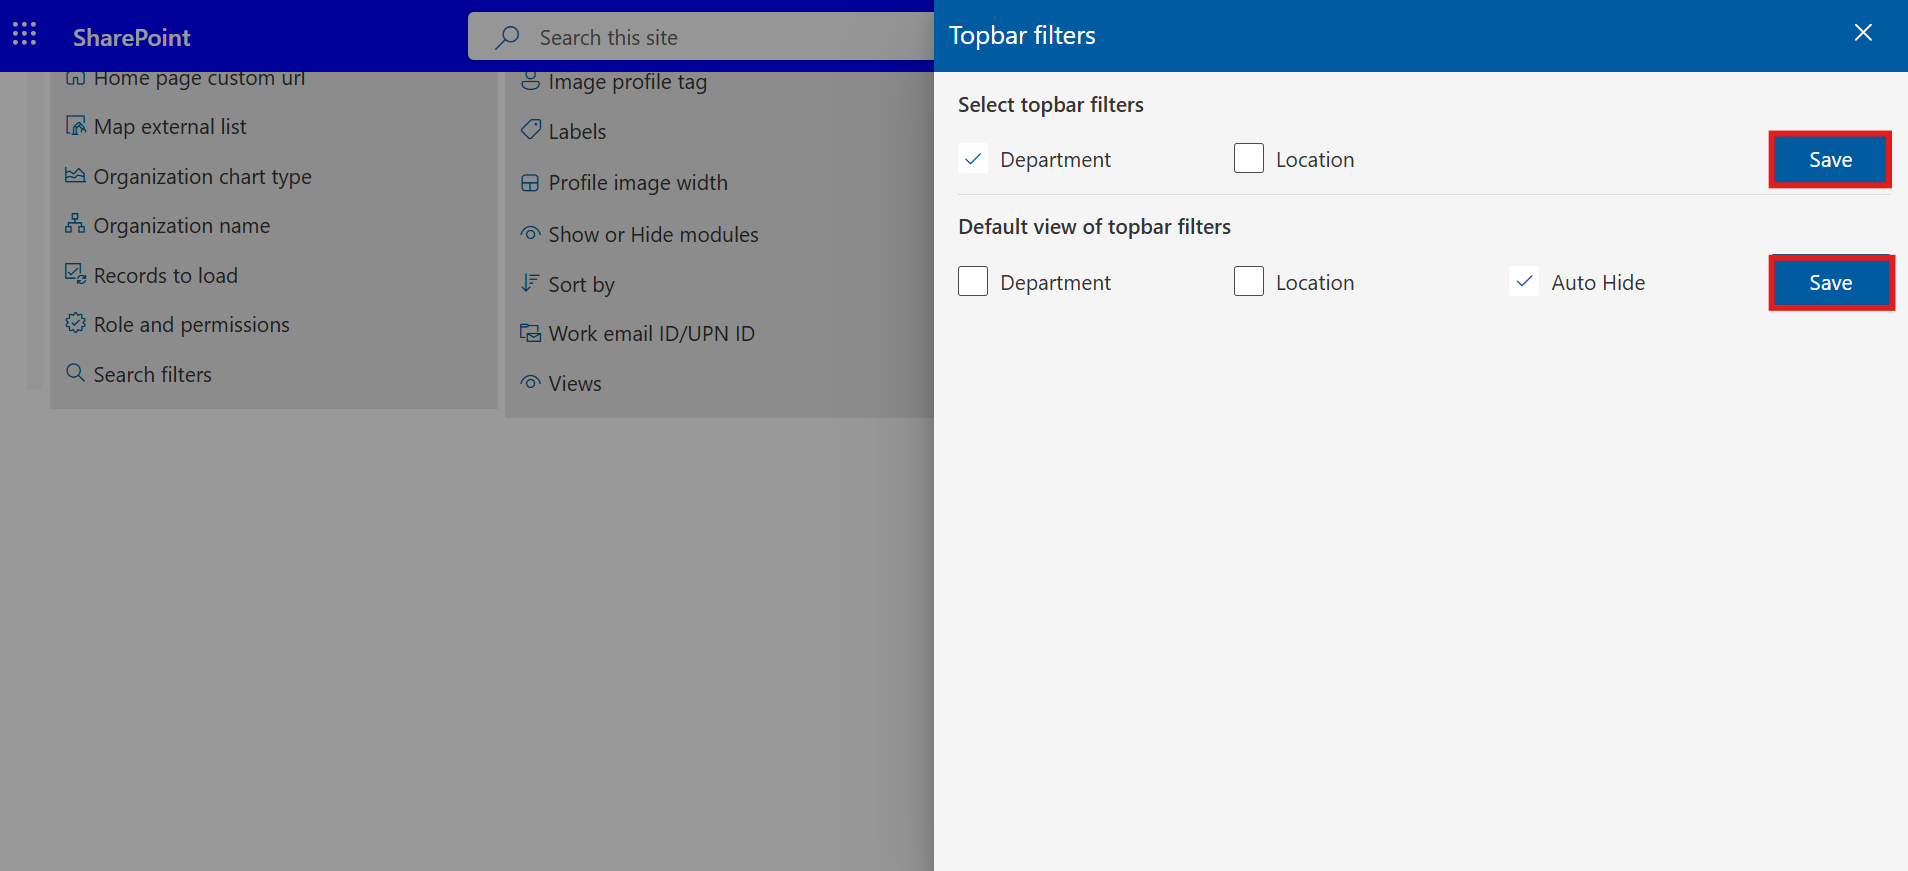 SharePoint
Search this site
Home page custom url
Map external list
Organization chart type
Organization name
Records to load
Role and permissions
Search filters
Image profile tag
Labels
Profile image width
Show or Hide modules
Sort by
Work email ID/UPN ID
Views
Topbar filters
Select topbar filters
Department Location Save
Default view of topbar filters
Department Location Auto Hide Save